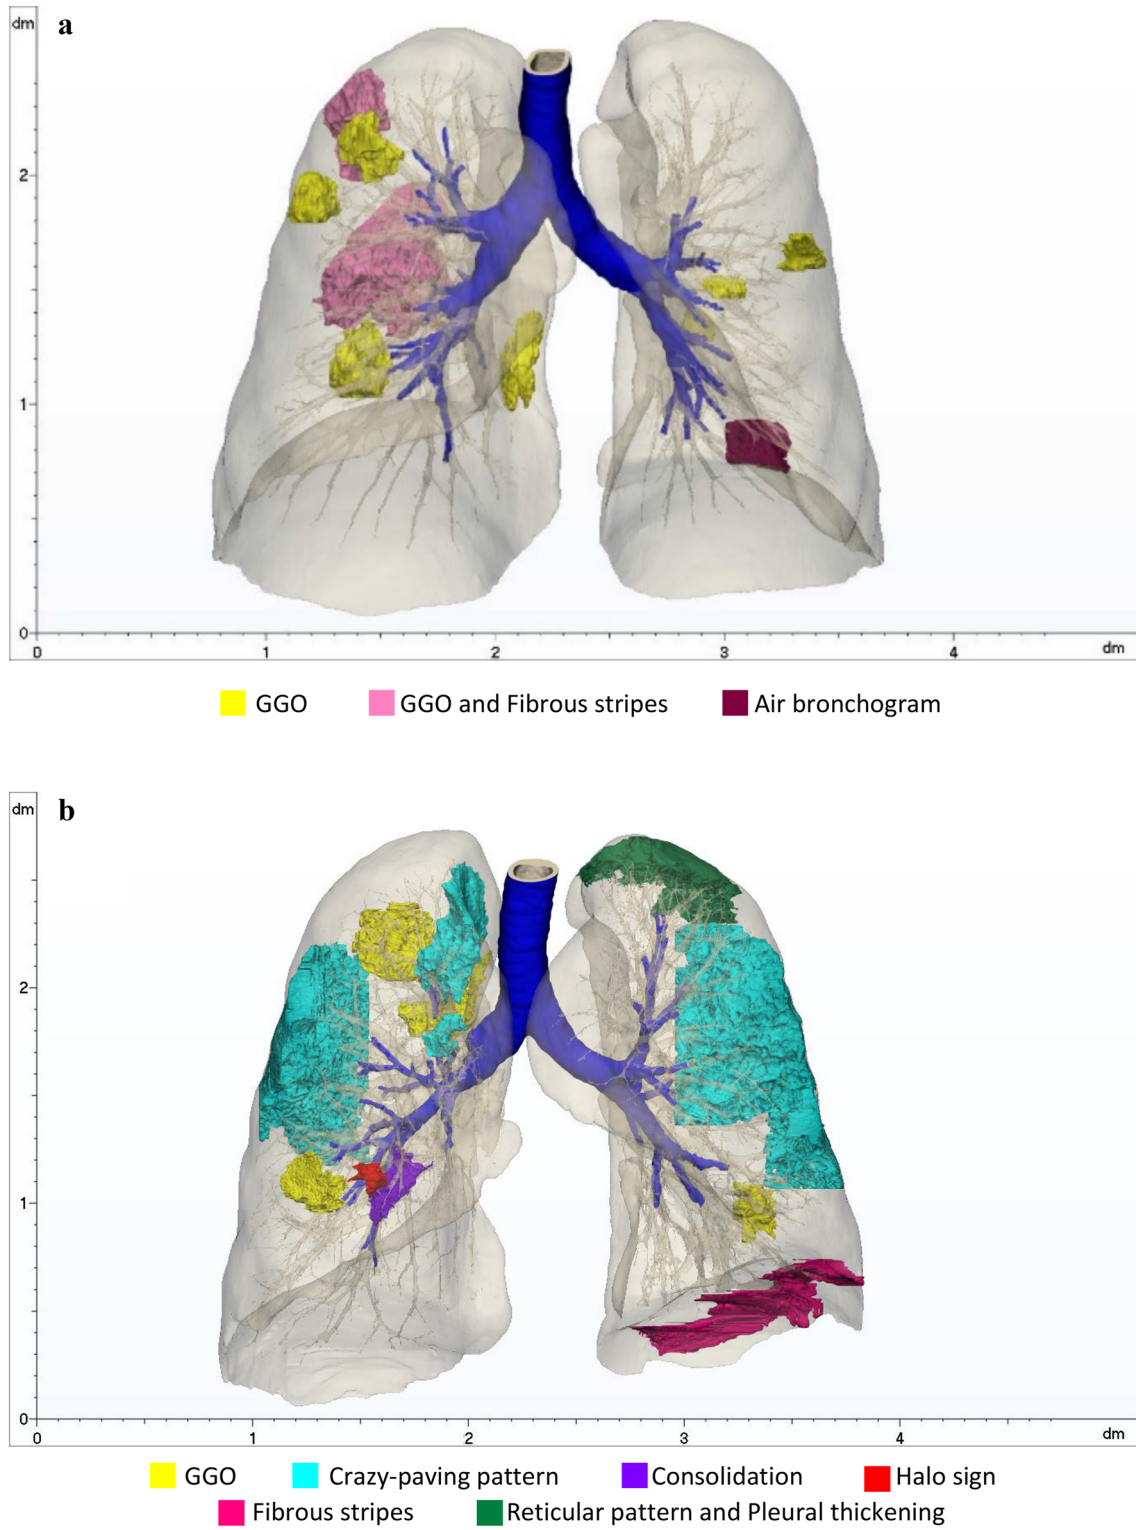 dm
a
2
1
0
0 1 2 3 4 dm
GGO GGO and Fibrous stripes Air bronchogram
dm
b
2
1
0
0 1 2 3 4 dm
GGO Crazy-paving pattern Consolidation Halo sign
Fibrous stripes Reticular pattern and Pleural thickening